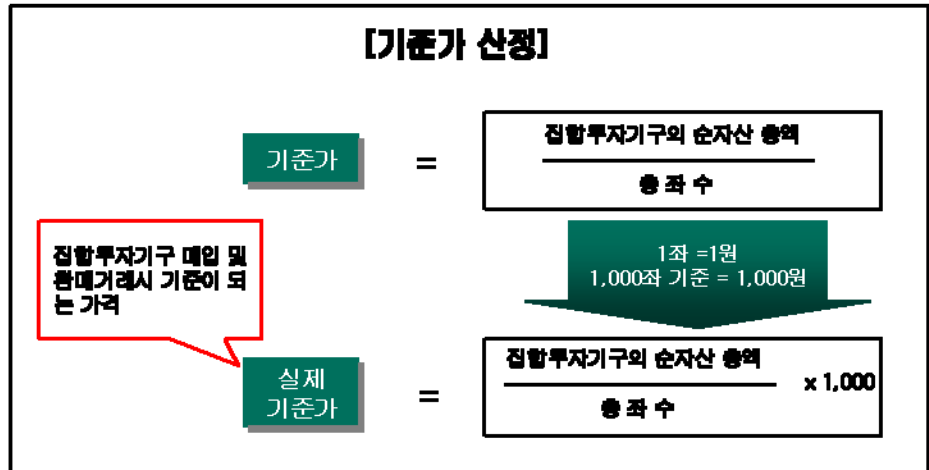 [기준가 산정]
기준가
=
집합투자기구의 순자산 총액
총 좌 수
1좌 =1원
1,000좌 기준 = 1,000원
집합투자기구 매입 및
환매거래시 기준이 되
는 가격
실제
기준가
=
집합투자기구의 순자산 총액
총 좌 수
x 1,000